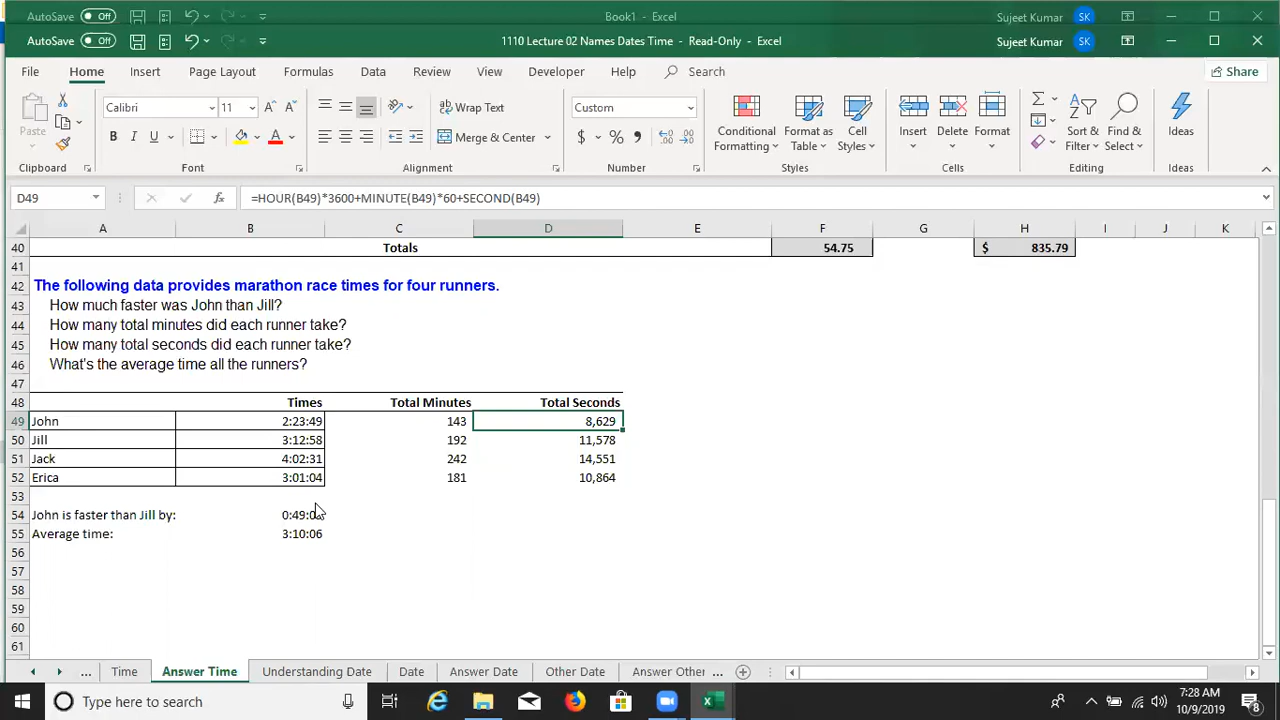 AutoSave Off Book1 - Excel Sujeet Kumar SK
AutoSave Off 1110 Lecture 02 Names Dates Time - Read-Only - Excel Sujeet Kumar SK
File Home Insert Page Layout Formulas Data Review View Developer Help Search Share
Paste Calibri 11 A A Wrap Text Custom Conditional Formatting Format as Table Cell Styles Insert Delete Format Sort & Filter Find & Select Ideas
B I U A Merge & Center $ %
Clipboard Font Alignment Number Styles Cells Editing Ideas
D49 fx =HOUR(B49)*3600+MINUTE(B49)*60+SECOND(B49)
A B C D E F G H I J K
40 Totals 54.75 $ 835.79
41
42 The following data provides marathon race times for four runners.
43 How much faster was John than Jill?
44 How many total minutes did each runner take?
45 How many total seconds did each runner take?
46 What's the average time all the runners?
47
48 Times Total Minutes Total Seconds
49 John 2:23:49 143 8,629
50 Jill 3:12:58 192 11,578
51 Jack 4:02:31 242 14,551
52 Erica 3:01:04 181 10,864
53
54 John is faster than Jill by:
55 Average time: 3:10:06
56
57
58
59
60
61
... Time Answer Time Understanding Date Date Answer Date Other Date Answer Other ...
Type here to search 7:28 AM
10/9/2019 8